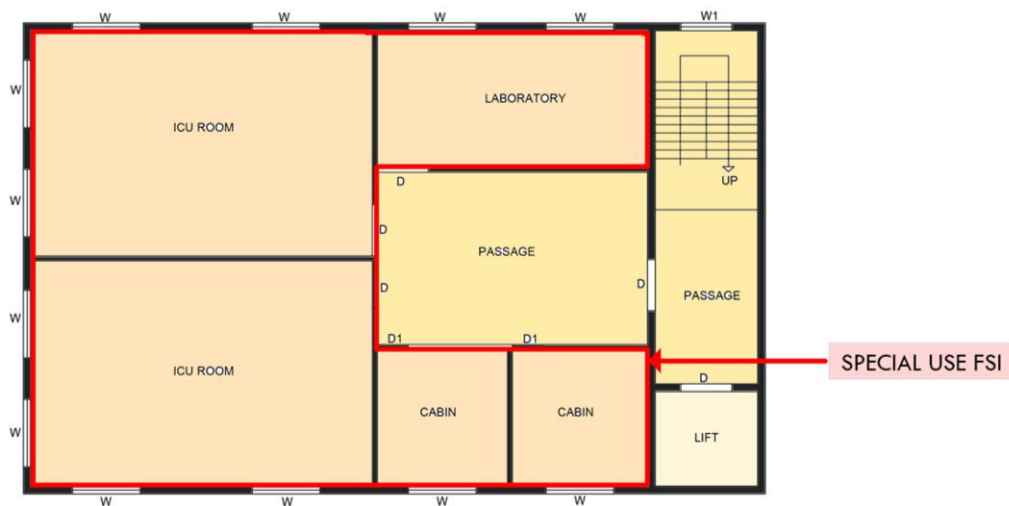 W W W W W1
W
ICU ROOM
LABORATORY
W
UP
D
D
PASSAGE
D
PASSAGE
W
D
D1 D1
SPECIAL USE FSI
ICU ROOM
D
CABIN CABIN
W
LIFT
W W W W